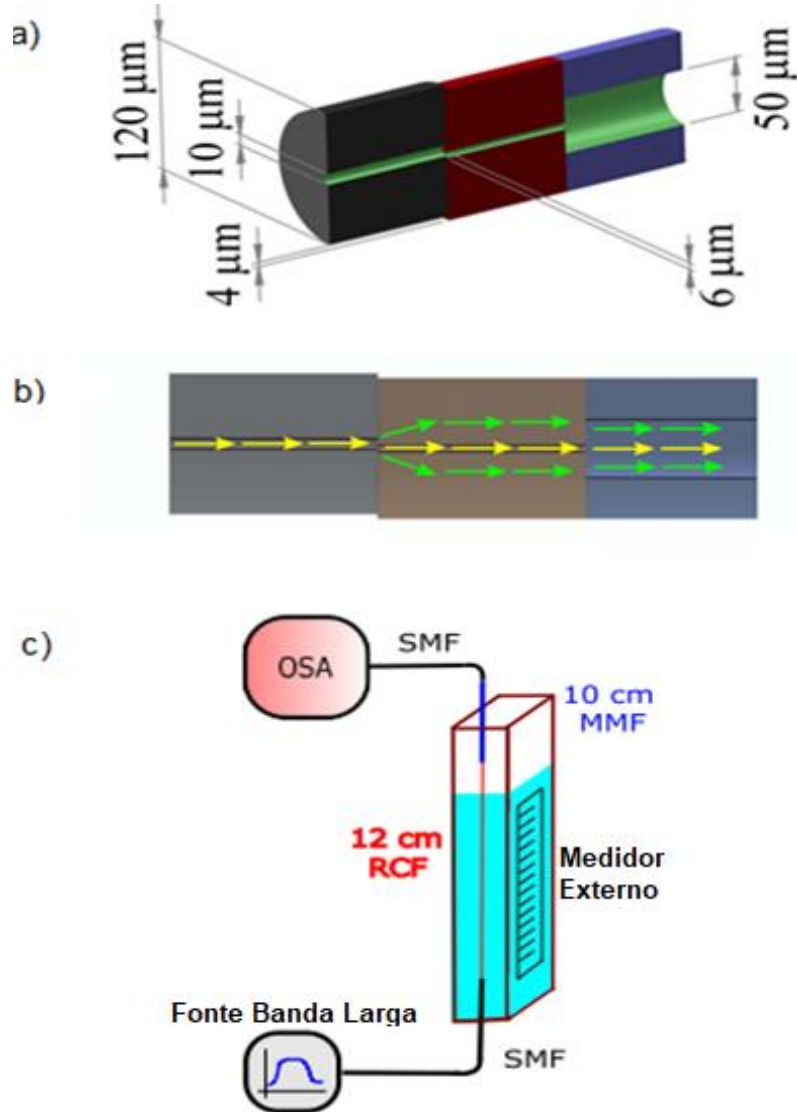 a)
120 µm
10 µm
4 µm
50 µm
6 µm
b)
c)
OSA
SMF
10 cm
MMF
12 cm
RCF
Medidor
Externo
Fonte Banda Larga
SMF